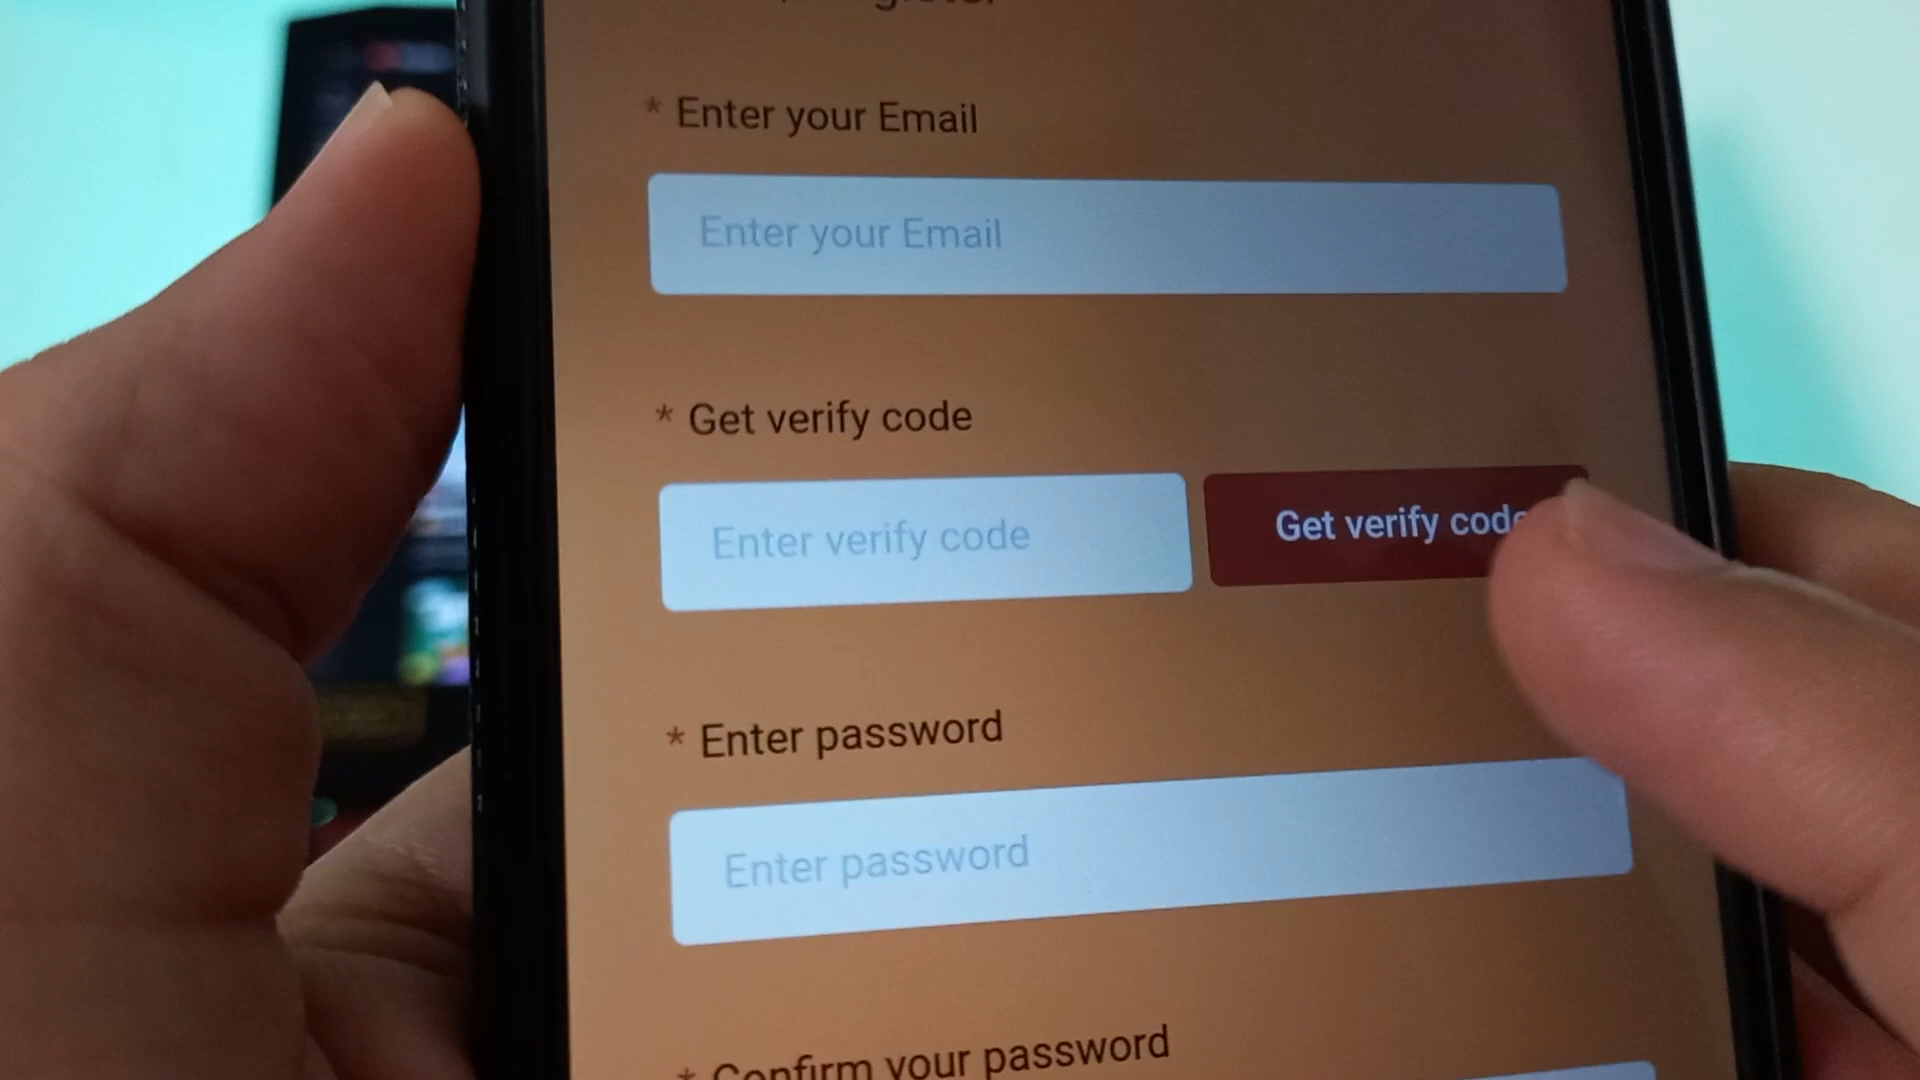 * Enter your Email
Enter your Email
* Get verify code
Enter verify code
Get verify code
* Enter password
Enter password
* Confirm your password